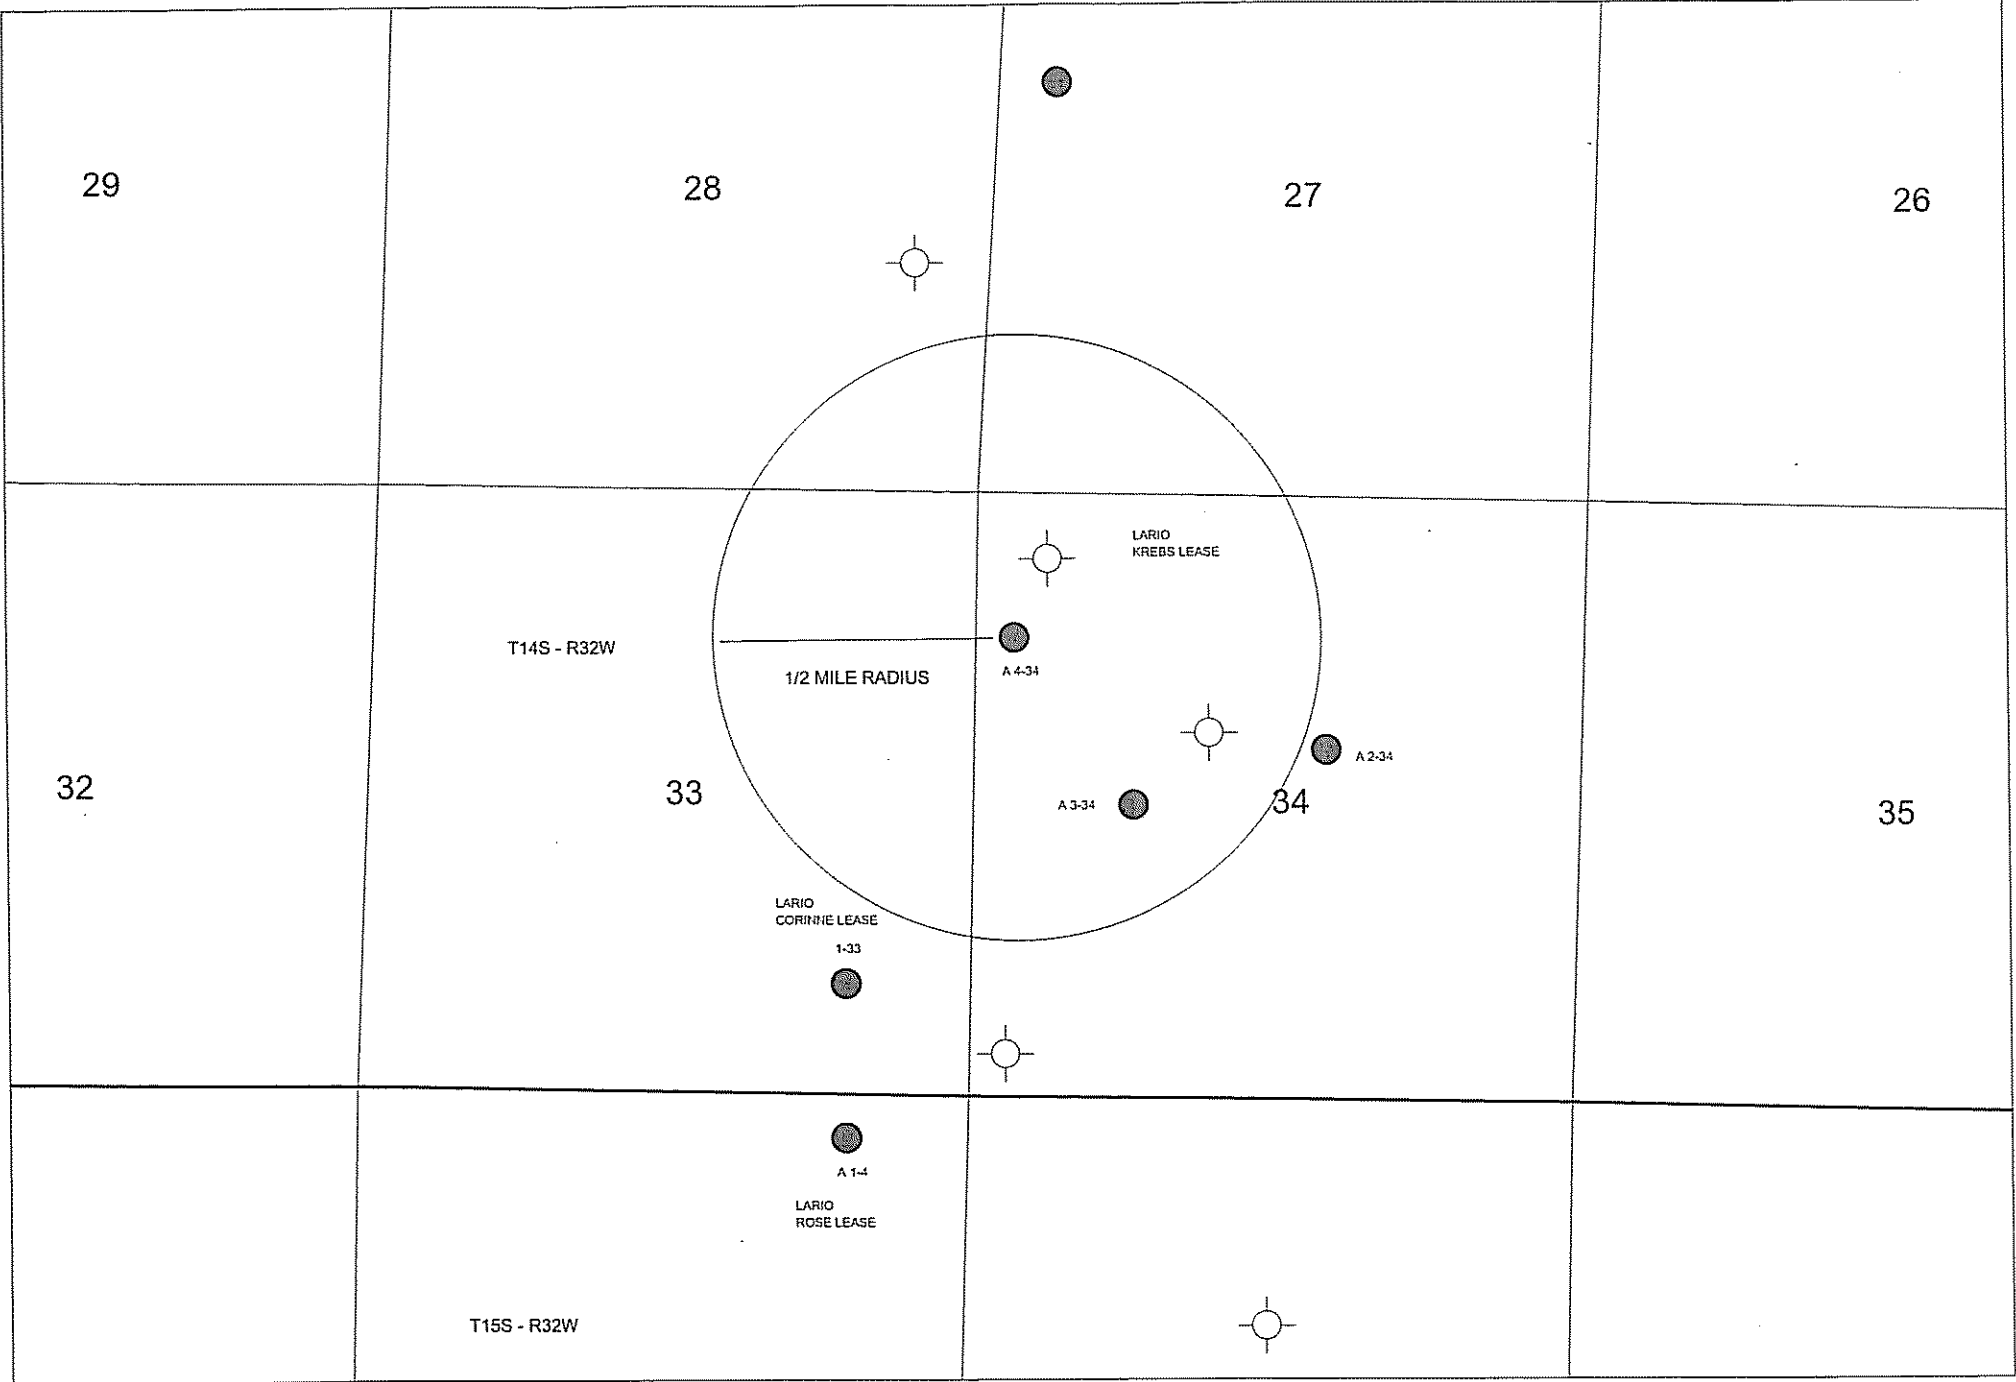 29
28
27
26
LARIO
KREBS LEASE
T14S - R32W
1/2 MILE RADIUS
A 4-34
A 2-34
32
33
A 3-34
34
35
LARIO
CORINNE LEASE
1-33
A 1-4
LARIO
ROSE LEASE
T15S - R32W